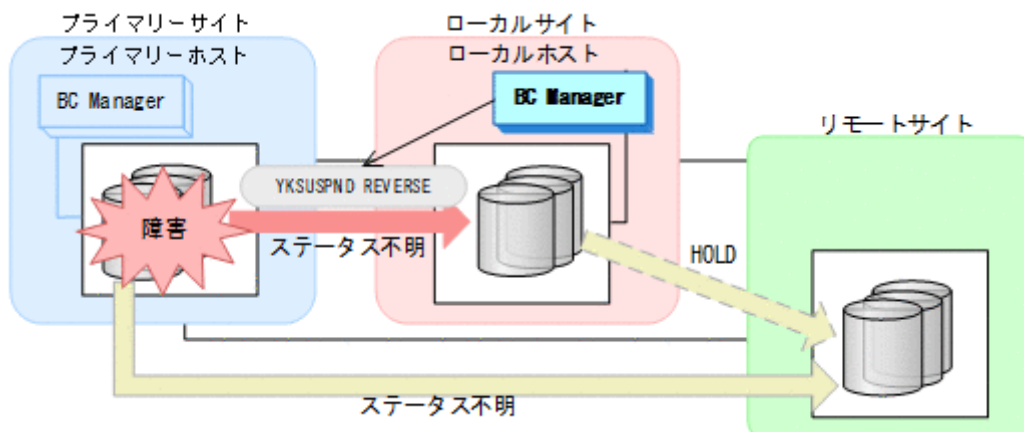 プライマリーサイト
プライマリーホスト
BC Manager
障害
ローカルサイト
ローカルホスト
BC Manager
YKSUSPND REVERSE
ステータス不明
リモートサイト
HOLD
ステータス不明